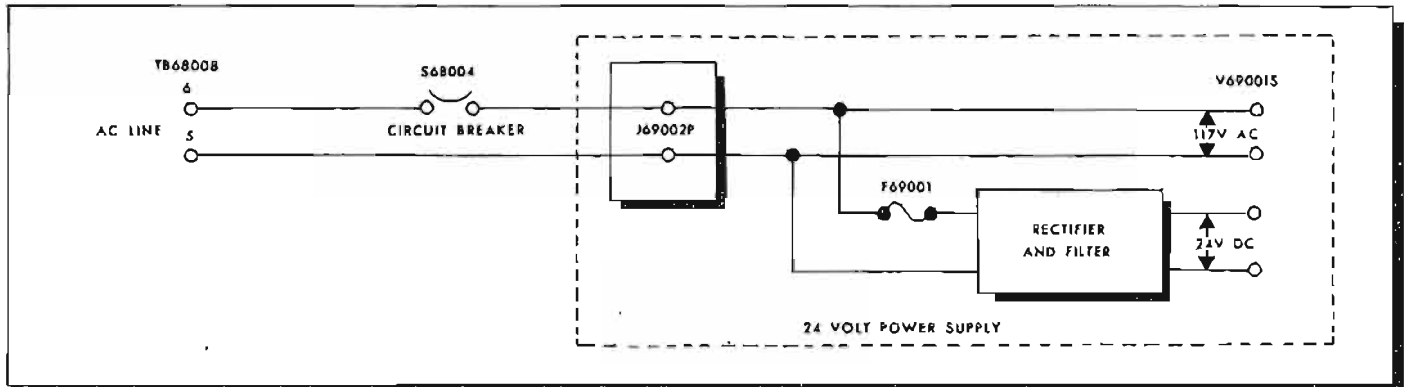 TB68008
6
AC LINE
5
S68004
CIRCUIT BREAKER
J69002P
V69001S
117V AC
F69001
RECTIFIER
AND FILTER
24V DC
24 VOLT POWER SUPPLY